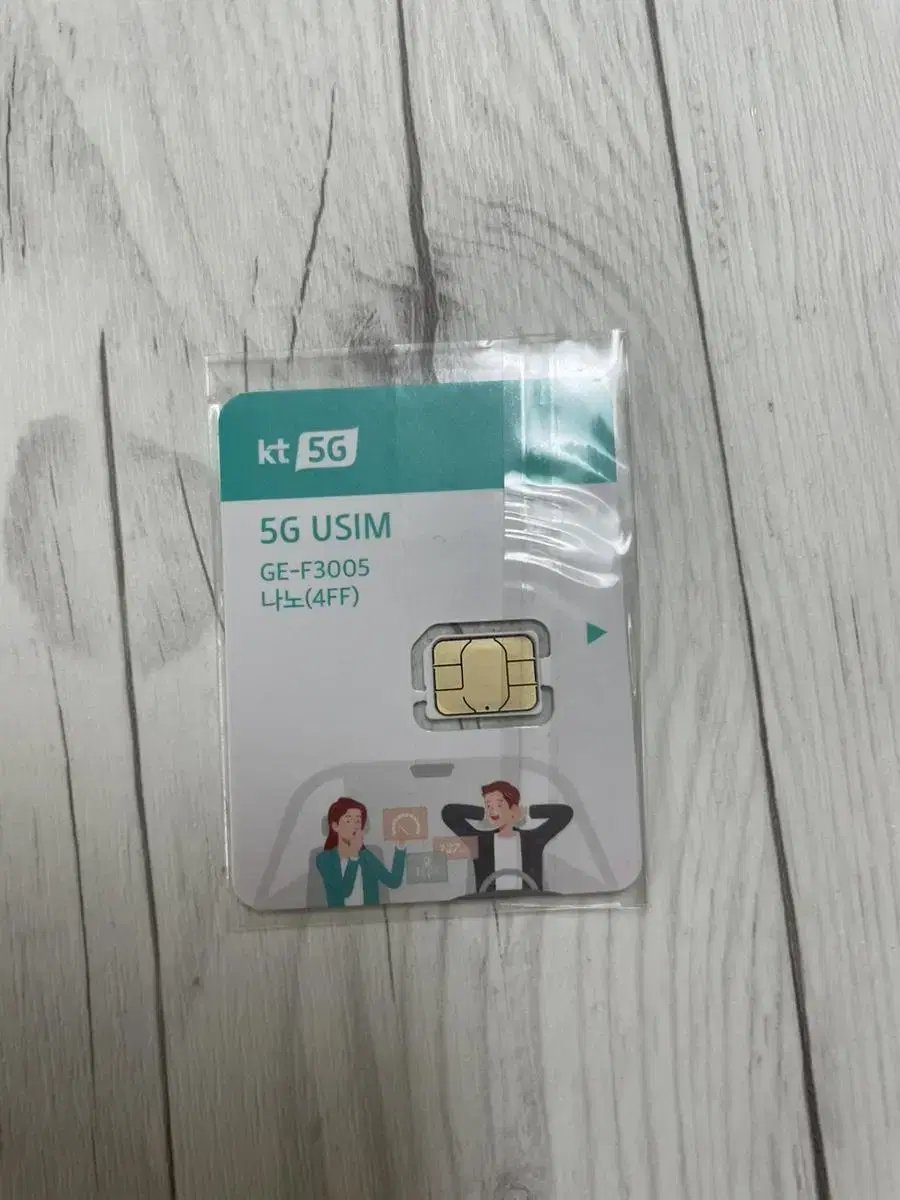 kt 5G
5G USIM
GE-F3005
나노(4FF)